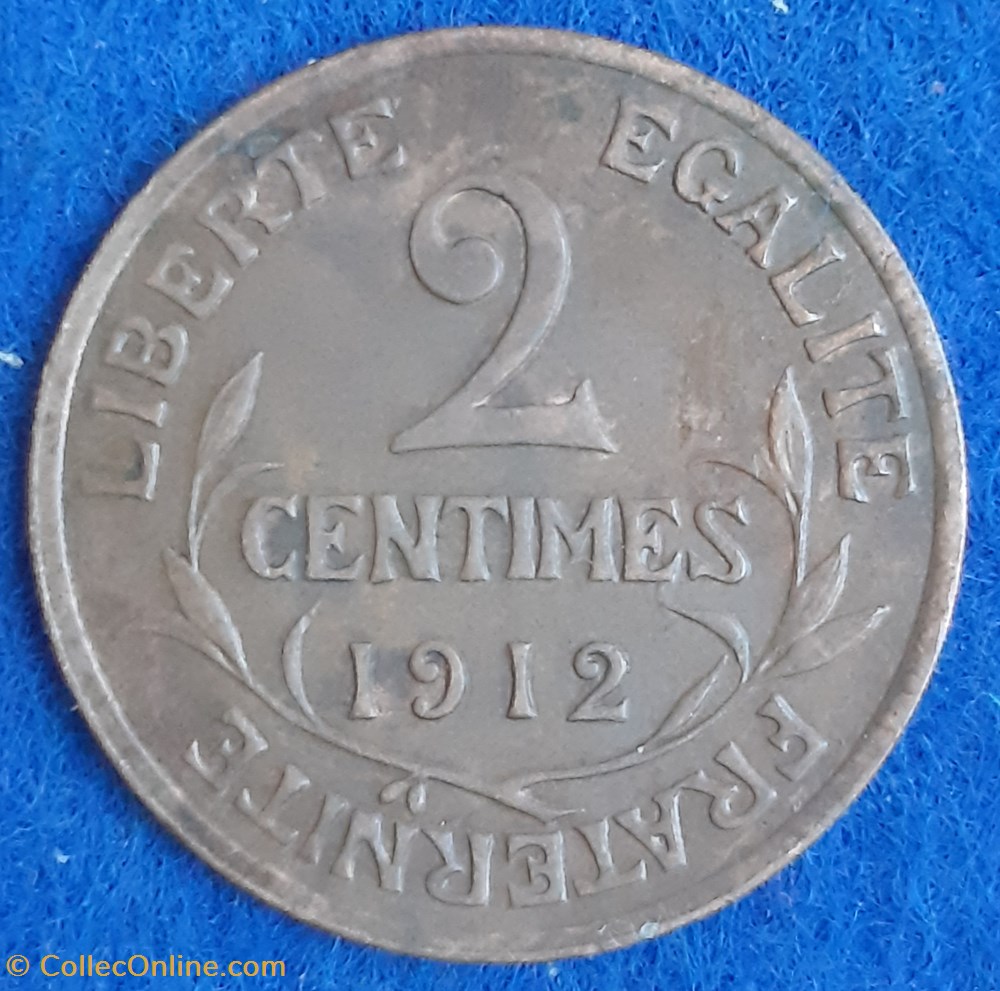 LIBERTE EGALITE FRATERNITE
2
CENTIMES
1912
© CollecOnline.com